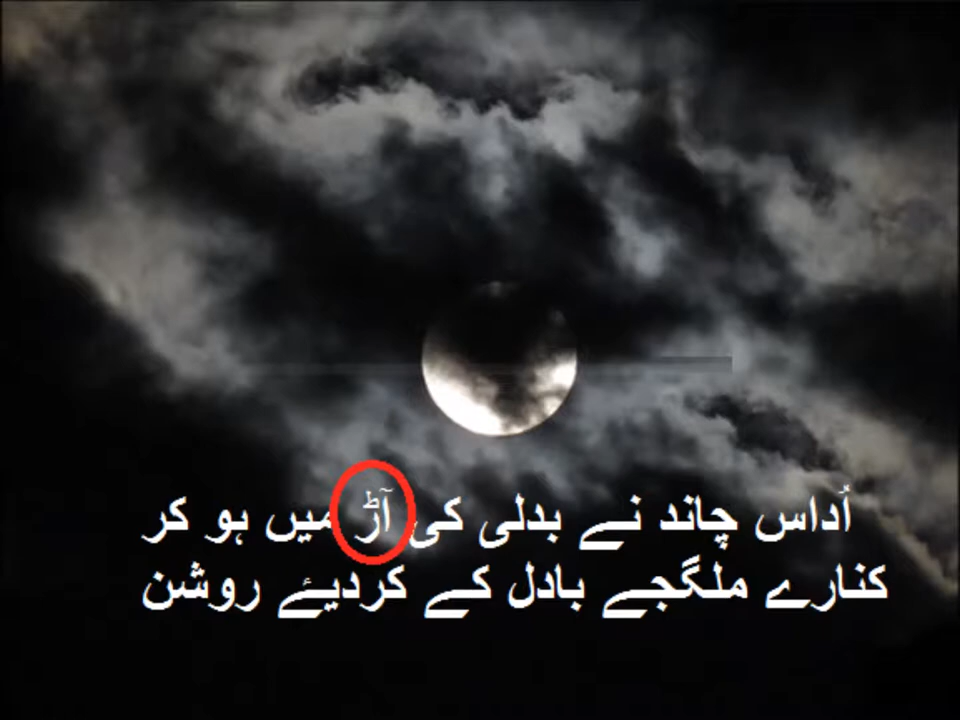 اُداس چاند نے بدلی کی آڑ میں ہو کر
کنارے ملگجے بادل کے کردیئے روشن